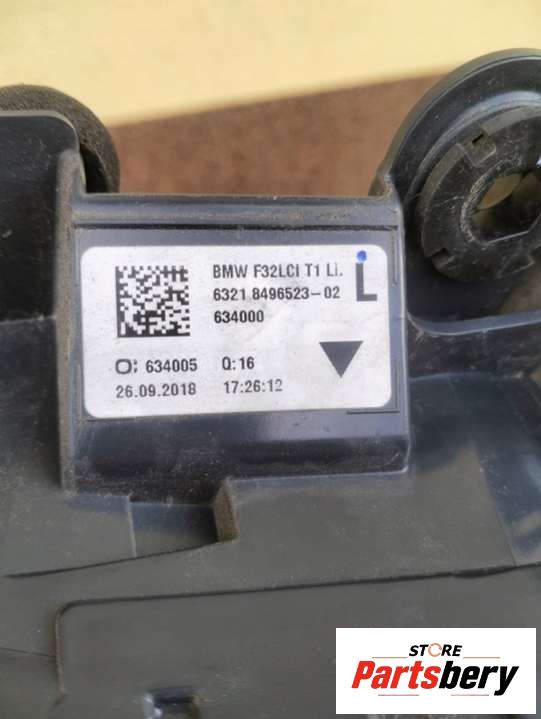 BMW F32LCI T1 Li.
L
6321 8496523-02
634000
O: 634005 Q:16
26.09.2018 17:26:12
STORE
Partsbery